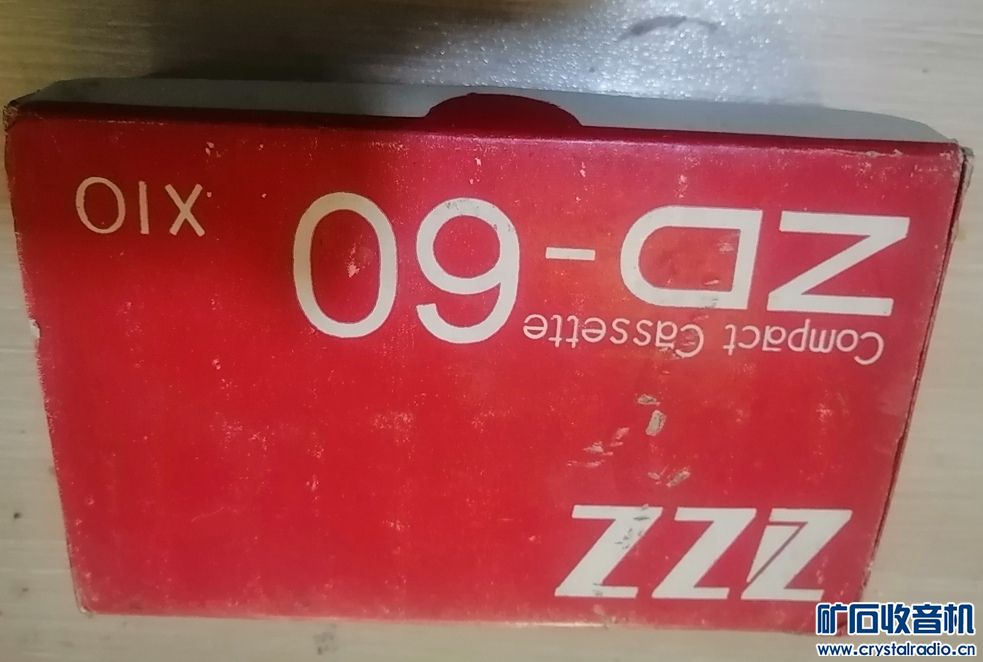 ZZZ
Compact Cassette
ZD-60 X10
矿石收音机
www.crystalradio.cn